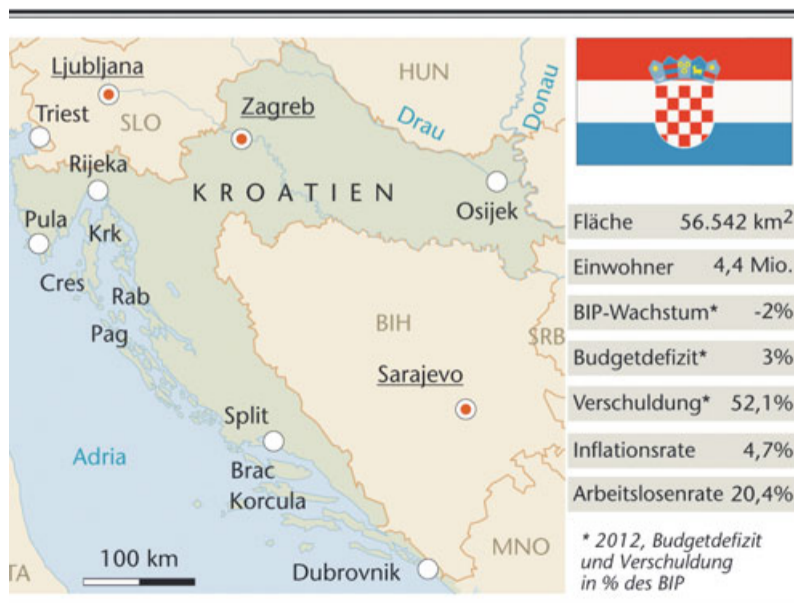 Ljubljana
HUN
Donau
Triest
SLO
Zagreb
Drau
Rijeka
KROATIEN
Osijek
Pula
Krk
Cres
Rab
Pag
BIH
SRB
Sarajevo
Split
Adria
Brac
Korcula
MNO
100 km
Dubrovnik
TA
Fläche 56.542 km²
Einwohner 4,4 Mio.
BIP-Wachstum* -2%
Budgetdefizit* 3%
Verschuldung* 52,1%
Inflationsrate 4,7%
Arbeitslosenrate 20,4%
* 2012, Budgetdefizit
und Verschuldung
in % des BIP